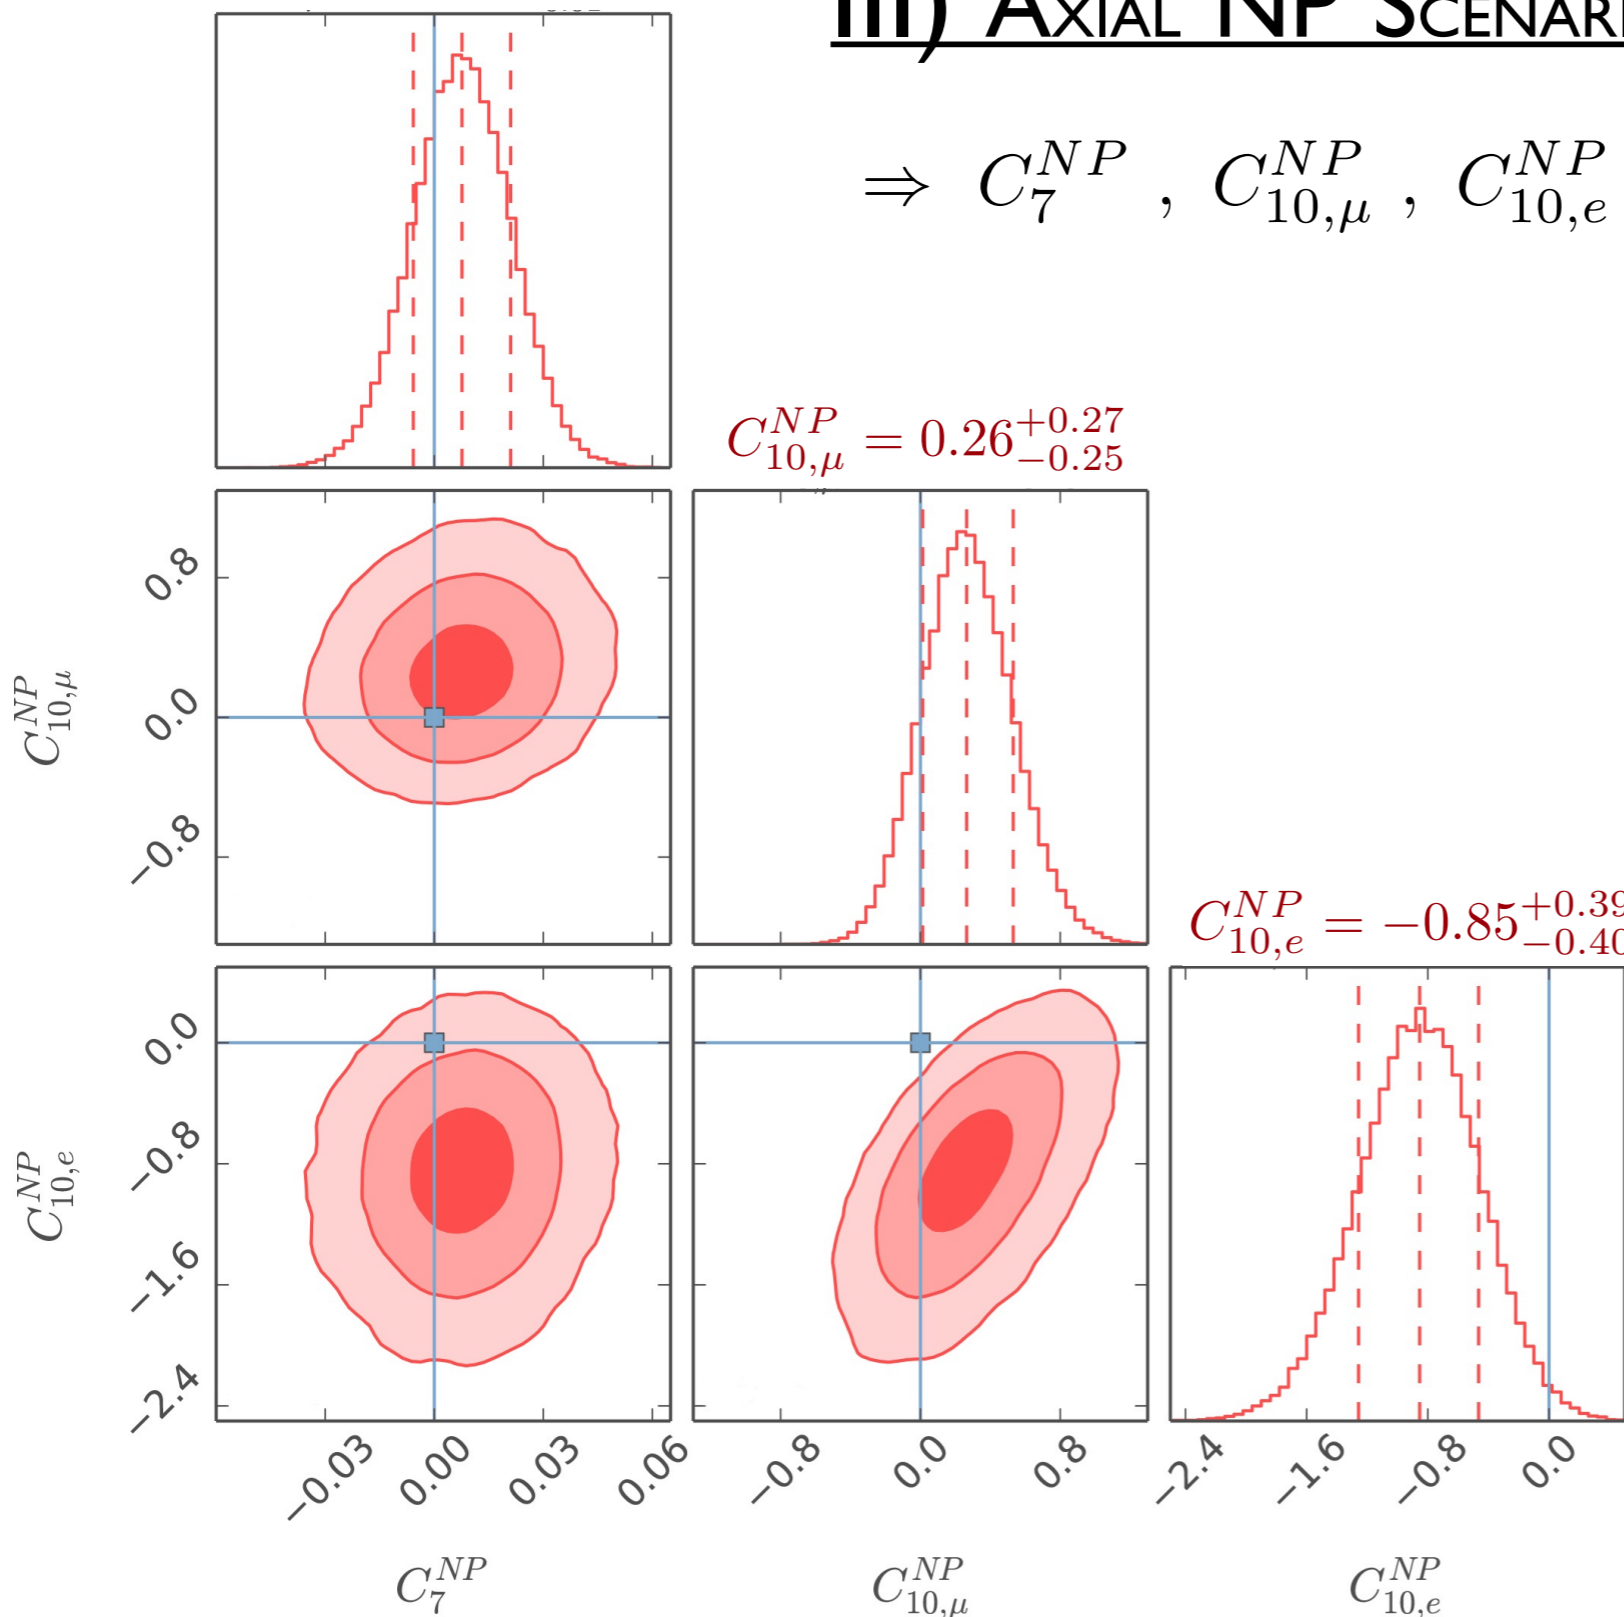 III) AXIAL NP
⇒ C_7^{NP} , C_{10,μ}^{NP} , C_{10,e}^{NP}
C_{10,μ}^{NP} = 0.26^{+0.27}_{-0.25}
C_{10,μ}^{NP}
0.8
0.0
−0.8
C_{10,e}^{NP} = −0.85^{+0.39}_{-0.40}
C_{10,e}^{NP}
0.0
−0.8
−1.6
−2.4
−0.03 0.00 0.03 0.06 −0.8 0.0 0.8 −2.4 −1.6 −0.8 0.0
C_7^{NP} C_{10,μ}^{NP} C_{10,e}^{NP}